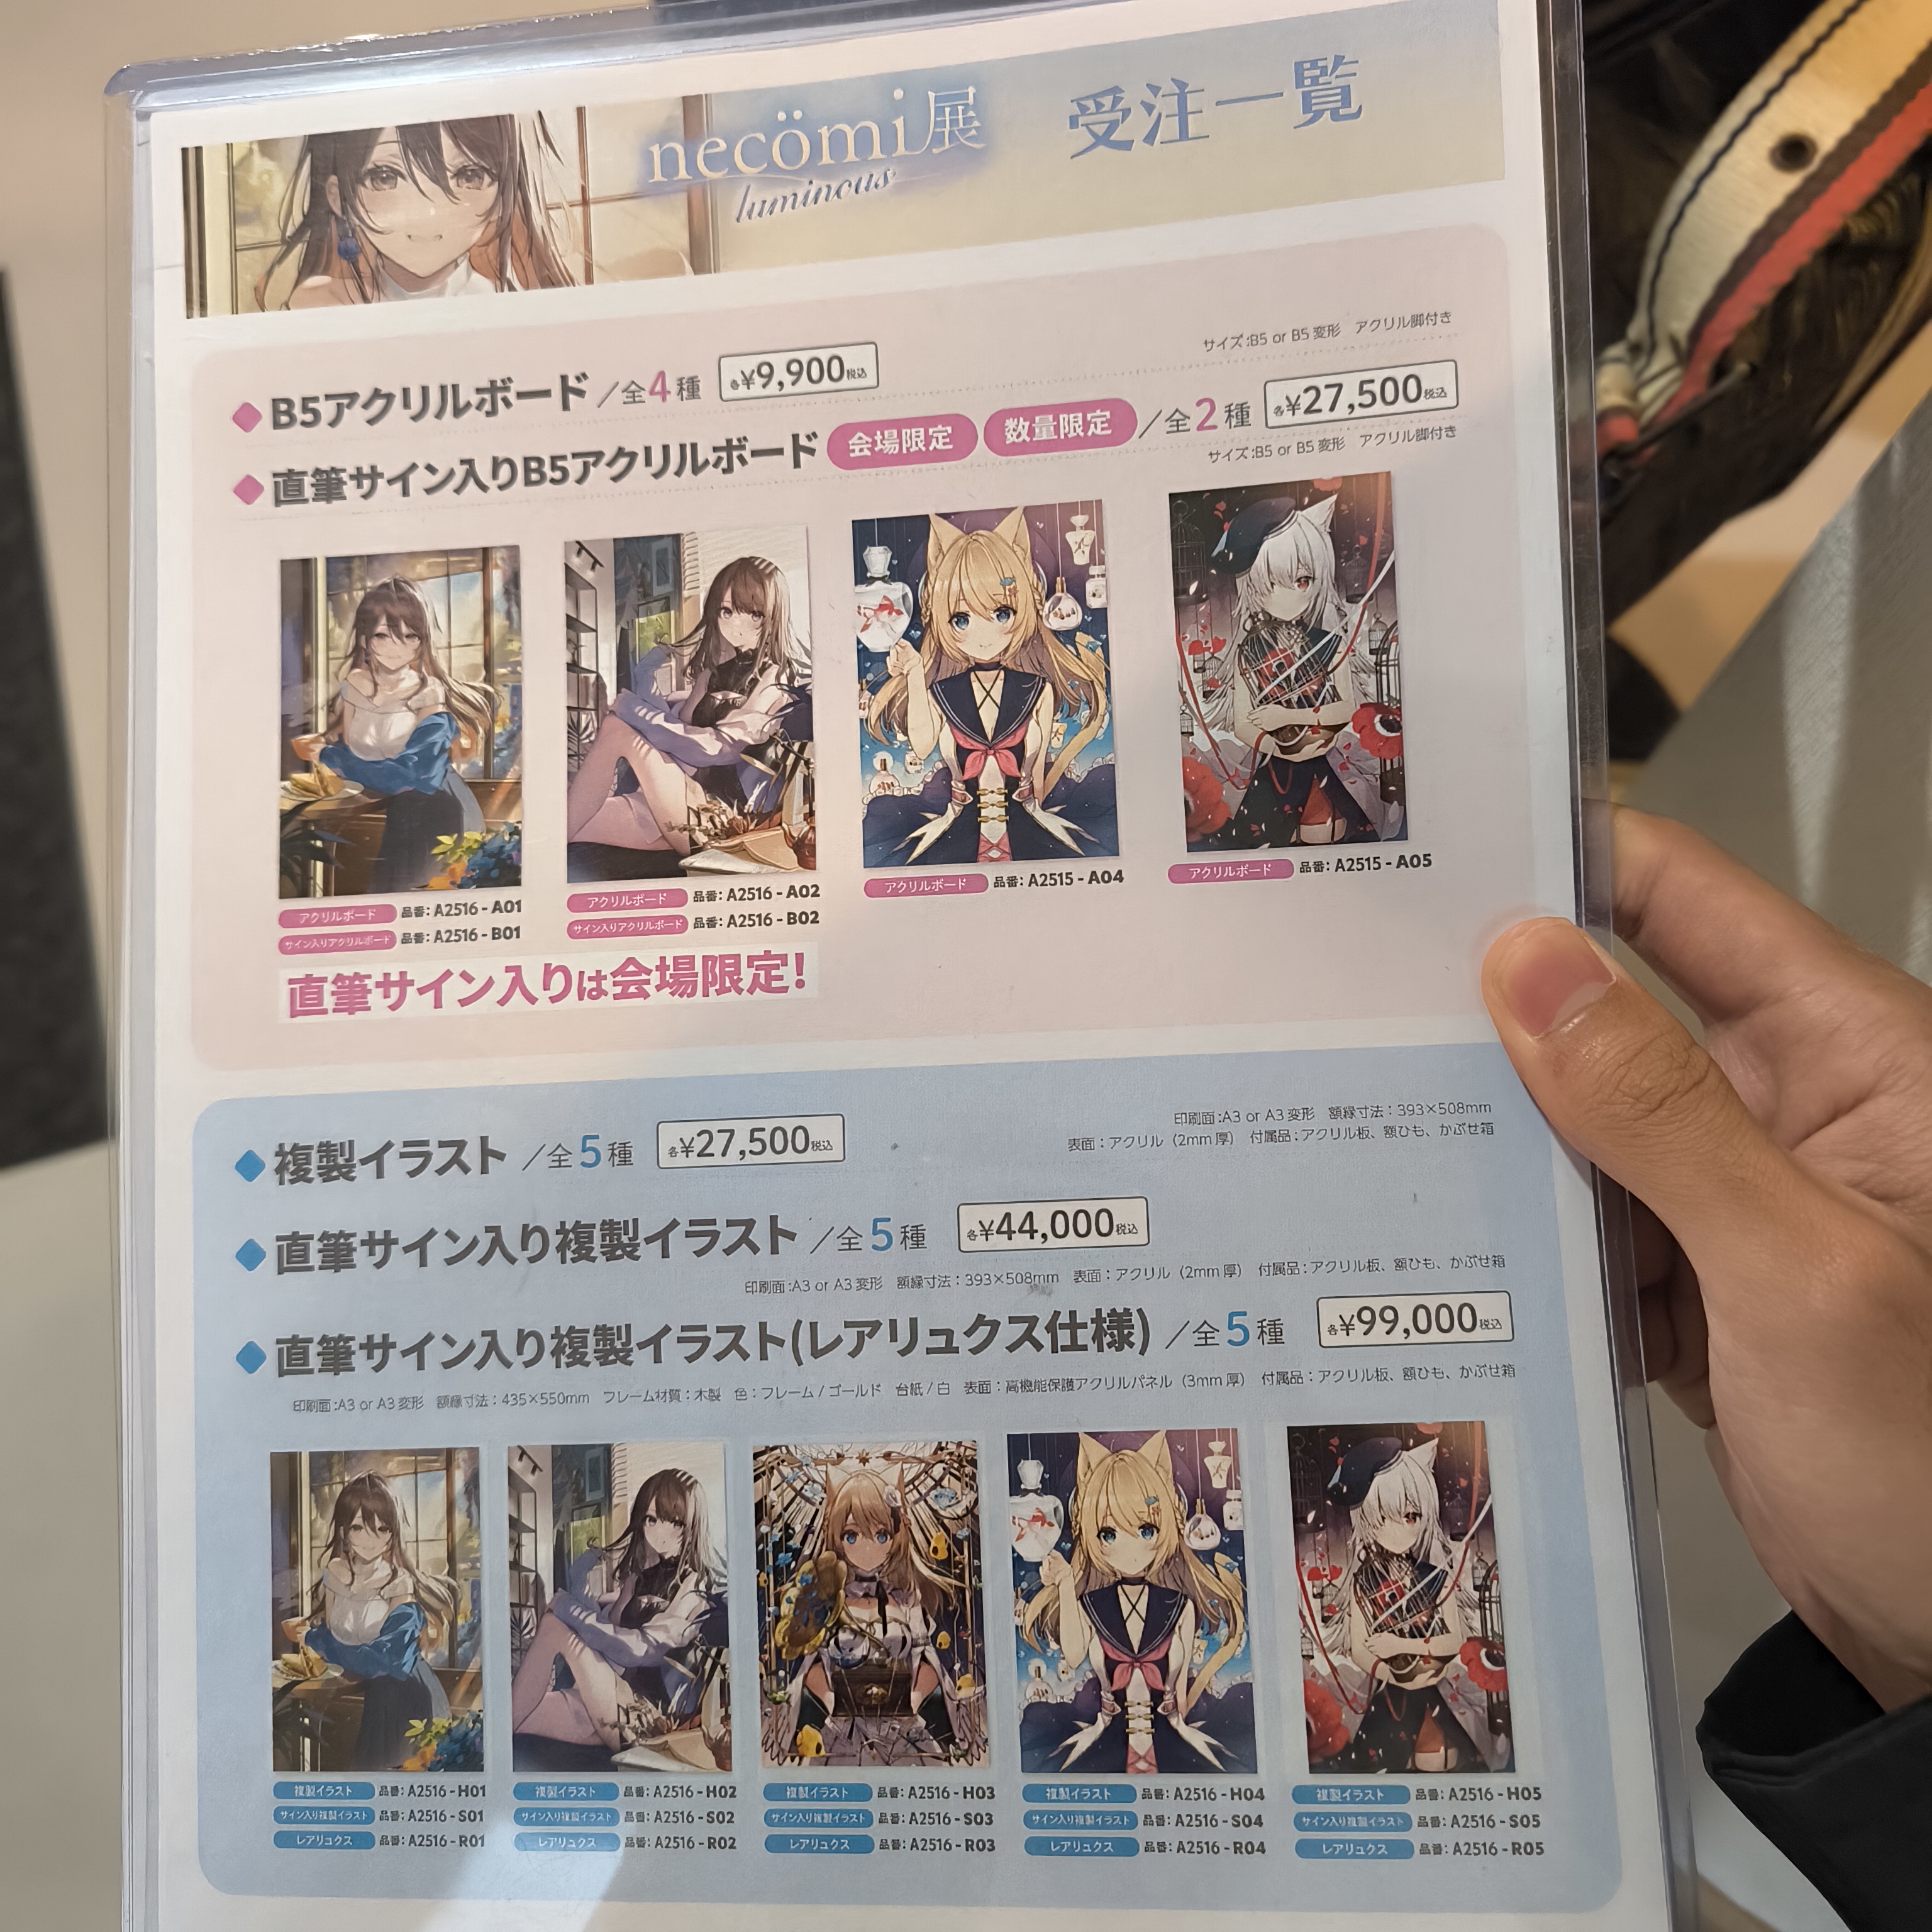 necömi展 受注一覧
luminous
◆B5アクリルボード／全4種 各¥9,900税込
サイズ:B5 or B5変形 アクリル脚付き
◆直筆サイン入りB5アクリルボード 会場限定 数量限定／全2種 各¥27,500税込
サイズ:B5 or B5変形 アクリル脚付き
アクリルボード 品番:A2516-A01
サイン入りアクリルボード 品番:A2516-B01
アクリルボード 品番:A2516-A02
サイン入りアクリルボード 品番:A2516-B02
アクリルボード 品番:A2515-A04
アクリルボード 品番:A2515-A05
直筆サイン入りは会場限定!
◆複製イラスト／全5種 各¥27,500税込
印刷面:A3 or A3変形 額縁寸法：393×508mm
表面：アクリル（2mm厚） 付属品：アクリル板、額ひも、かぶせ箱
◆直筆サイン入り複製イラスト／全5種 各¥44,000税込
印刷面:A3 or A3変形 額縁寸法：393×508mm 表面：アクリル（2mm厚） 付属品：アクリル板、額ひも、かぶせ箱
◆直筆サイン入り複製イラスト(レアリュクス仕様)／全5種 各¥99,000税込
印刷面:A3 or A3変形 額縁寸法：435×550mm フレーム材質：木製 色：フレーム/ゴールド 台紙/白 表面：高機能保護アクリルパネル（3mm厚） 付属品：アクリル板、額ひも、かぶせ箱
複製イラスト 品番:A2516-H01
サイン入り複製イラスト 品番:A2516-S01
レアリュクス 品番:A2516-R01
複製イラスト 品番:A2516-H02
サイン入り複製イラスト 品番:A2516-S02
レアリュクス 品番:A2516-R02
複製イラスト 品番:A2516-H03
サイン入り複製イラスト 品番:A2516-S03
レアリュクス 品番:A2516-R03
複製イラスト 品番:A2516-H04
サイン入り複製イラスト 品番:A2516-S04
レアリュクス 品番:A2516-R04
複製イラスト 品番:A2516-H05
サイン入り複製イラスト 品番:A2516-S05
レアリュクス 品番:A2516-R05